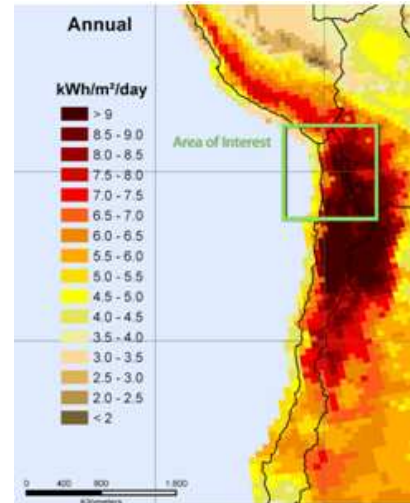 Annual
kWh/m²/day
> 9
8.5 - 9.0
8.0 - 8.5
7.5 - 8.0
7.0 - 7.5
6.5 - 7.0
6.0 - 6.5
5.5 - 6.0
5.0 - 5.5
4.5 - 5.0
4.0 - 4.5
3.5 - 4.0
3.0 - 3.5
2.5 - 3.0
2.0 - 2.5
< 2
Area of Interest
0 400 800 1,600
Kilometers